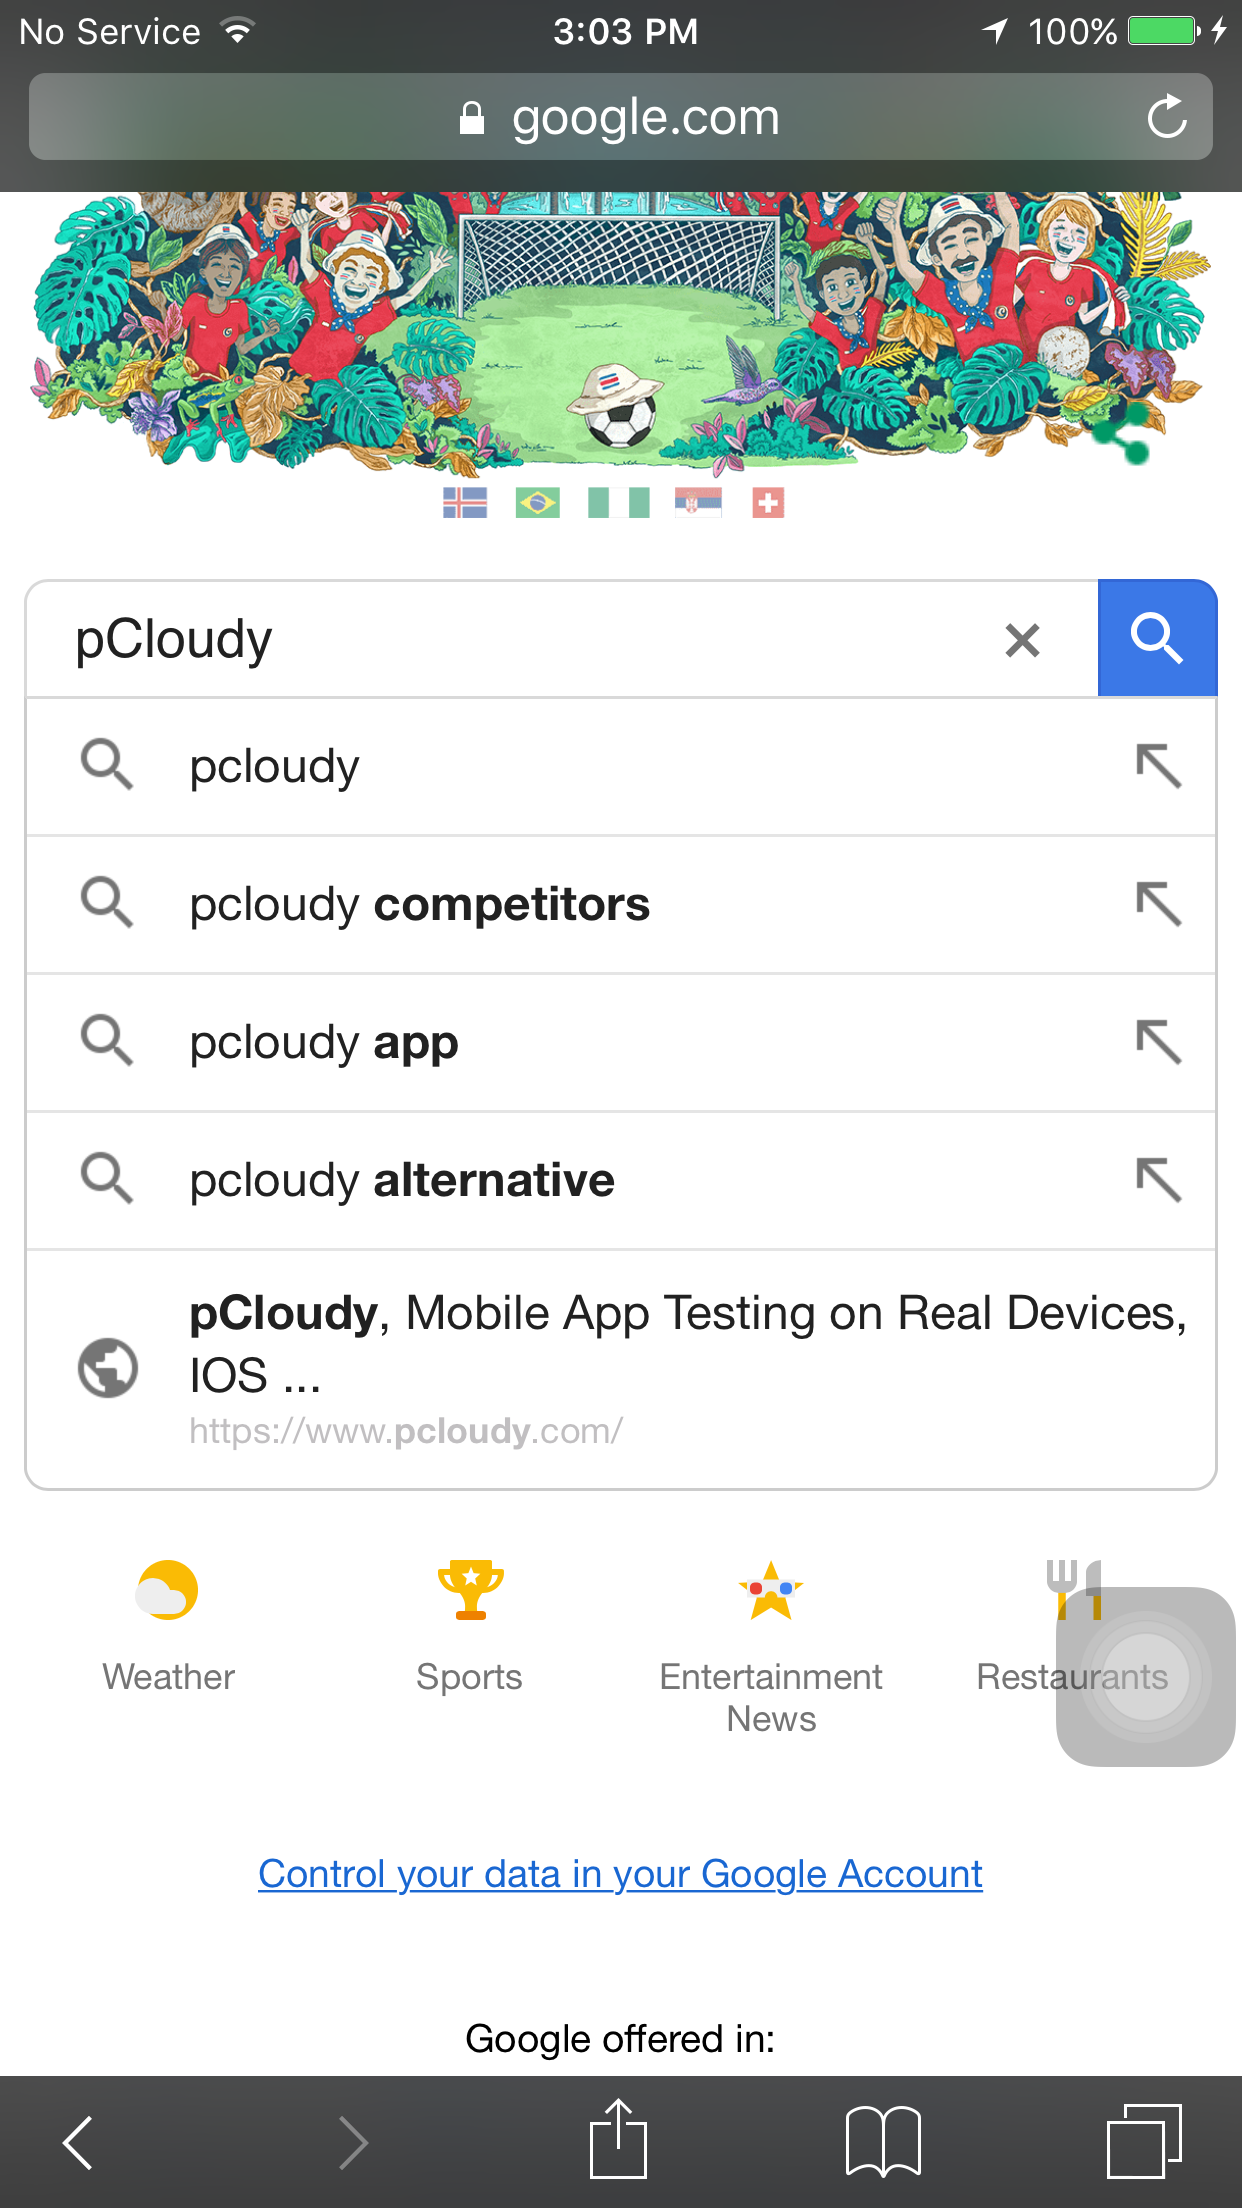 No Service 3:03 PM 100%
google.com
pCloudy
pcloudy
pcloudy competitors
pcloudy app
pcloudy alternative
pCloudy, Mobile App Testing on Real Devices,
IOS ...
https://www.pcloudy.com/
Weather Sports Entertainment Restaurants
News
Control your data in your Google Account
Google offered in: